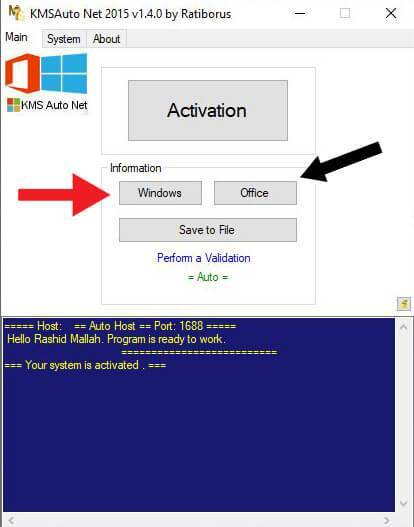 KMSAuto Net 2015 v1.4.0 by Ratiborus
Main System About
KMS Auto Net
Activation
Information
Windows Office
Save to File
Perform a Validation
= Auto =
===== Host: == Auto Host == Port: 1688 =====
Hello Rashid Mallah. Program is ready to work.
==========================
=== Your system is activated . ===